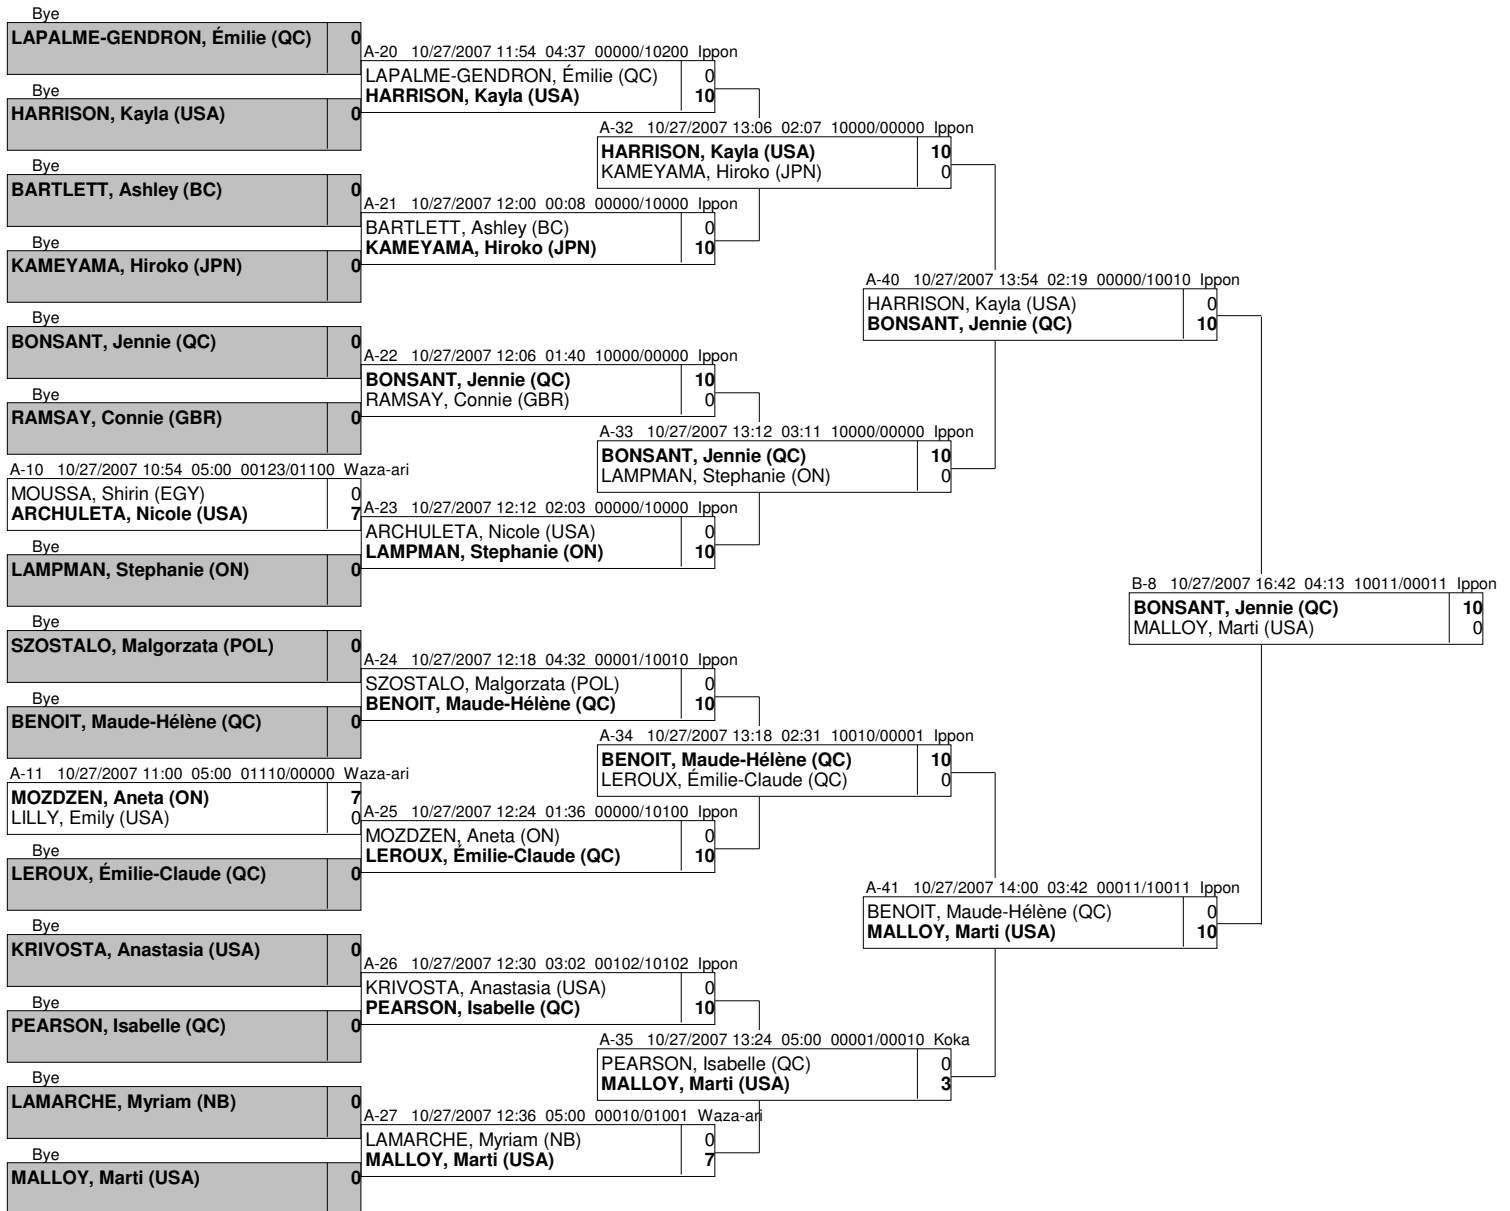 Bye
LAPALME-GENDRON, Émilie (QC) 0
Bye
HARRISON, Kayla (USA) 0
Bye
BARTLETT, Ashley (BC) 0
Bye
KAMEYAMA, Hiroko (JPN) 0
Bye
BONSANT, Jennie (QC) 0
Bye
RAMSAY, Connie (GBR) 0
A-10 10/27/2007 10:54 05:00 00123/01100 Waza-ari
MOUSSA, Shirin (EGY) 0
ARCHULETA, Nicole (USA) 7
Bye
LAMPMAN, Stephanie (ON) 0
Bye
SZOSTALO, Malgorzata (POL) 0
Bye
BENOIT, Maude-Hélène (QC) 0
A-11 10/27/2007 11:00 05:00 01110/00000 Waza-ari
MOZDZEN, Aneta (ON) 7
LILLY, Emily (USA) 0
Bye
LEROUX, Émilie-Claude (QC) 0
Bye
KRIVOSTA, Anastasia (USA) 0
Bye
PEARSON, Isabelle (QC) 0
Bye
LAMARCHE, Myriam (NB) 0
Bye
MALLOY, Marti (USA) 0
A-20 10/27/2007 11:54 04:37 00000/10200 Ippon
LAPALME-GENDRON, Émilie (QC) 0
HARRISON, Kayla (USA) 10
A-21 10/27/2007 12:00 00:08 00000/10000 Ippon
BARTLETT, Ashley (BC) 0
KAMEYAMA, Hiroko (JPN) 10
A-22 10/27/2007 12:06 01:40 10000/00000 Ippon
BONSANT, Jennie (QC) 10
RAMSAY, Connie (GBR) 0
A-23 10/27/2007 12:12 02:03 00000/10000 Ippon
ARCHULETA, Nicole (USA) 0
LAMPMAN, Stephanie (ON) 10
A-24 10/27/2007 12:18 04:32 00001/10010 Ippon
SZOSTALO, Malgorzata (POL) 0
BENOIT, Maude-Hélène (QC) 10
A-25 10/27/2007 12:24 01:36 00000/10100 Ippon
MOZDZEN, Aneta (ON) 0
LEROUX, Émilie-Claude (QC) 10
A-26 10/27/2007 12:30 03:02 00102/10102 Ippon
KRIVOSTA, Anastasia (USA) 0
PEARSON, Isabelle (QC) 10
A-27 10/27/2007 12:36 05:00 00010/01001 Waza-ari
LAMARCHE, Myriam (NB) 0
MALLOY, Marti (USA) 7
A-32 10/27/2007 13:06 02:07 10000/00000 Ippon
HARRISON, Kayla (USA) 10
KAMEYAMA, Hiroko (JPN) 0
A-33 10/27/2007 13:12 03:11 10000/00000 Ippon
BONSANT, Jennie (QC) 10
LAMPMAN, Stephanie (ON) 0
A-34 10/27/2007 13:18 02:31 10010/00001 Ippon
BENOIT, Maude-Hélène (QC) 10
LEROUX, Émilie-Claude (QC) 0
A-35 10/27/2007 13:24 05:00 00001/00010 Koka
PEARSON, Isabelle (QC) 0
MALLOY, Marti (USA) 3
A-40 10/27/2007 13:54 02:19 00000/10010 Ippon
HARRISON, Kayla (USA) 0
BONSANT, Jennie (QC) 10
A-41 10/27/2007 14:00 03:42 00011/10011 Ippon
BENOIT, Maude-Hélène (QC) 0
MALLOY, Marti (USA) 10
B-8 10/27/2007 16:42 04:13 10011/00011 Ippon
BONSANT, Jennie (QC) 10
MALLOY, Marti (USA) 0